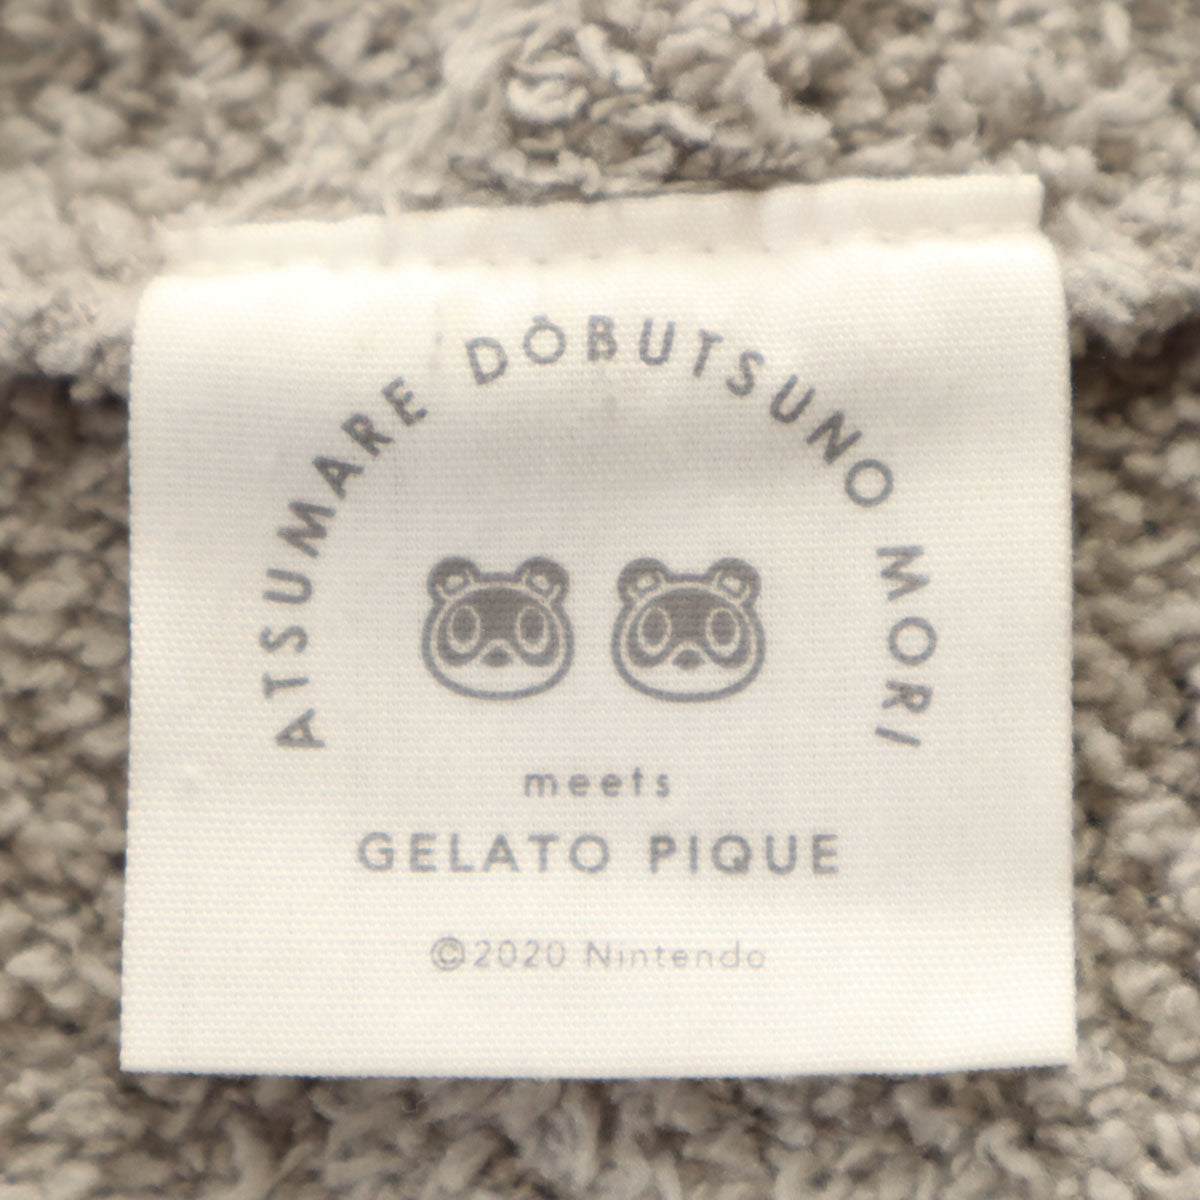 ATSUMARE DŌBUTSUNO MORI
meets
GELATO PIQUE
©2020 Nintendo